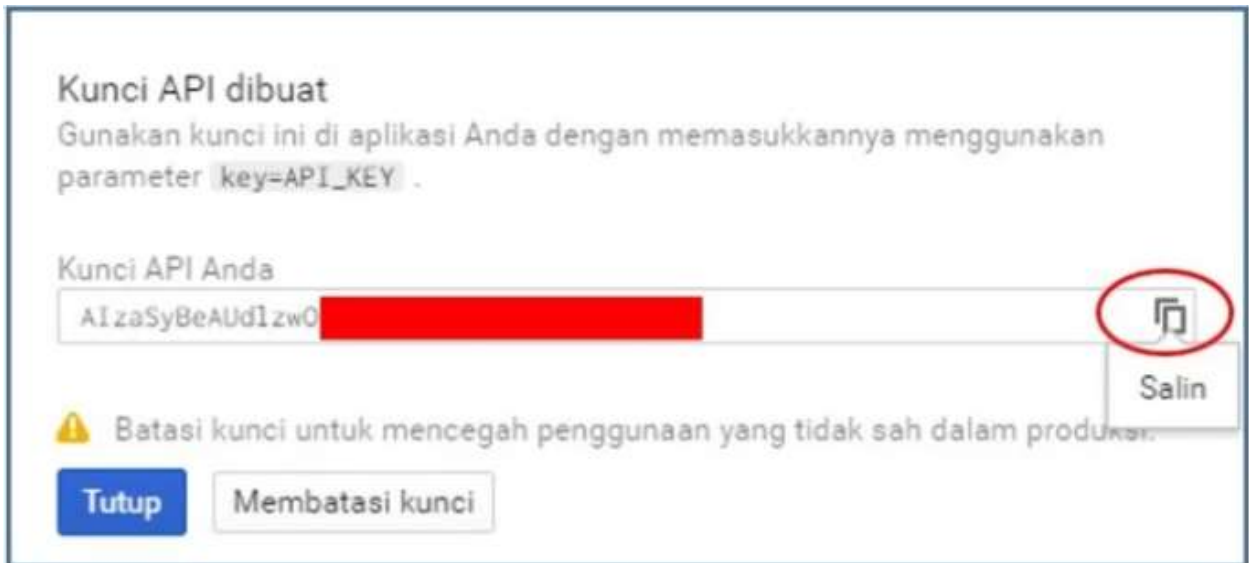 Kunci API dibuat
Gunakan kunci ini di aplikasi Anda dengan memasukkannya menggunakan
parameter key=API_KEY .
Kunci API Anda
AIzaSyBeAUdlzwO
Salin
Batasi kunci untuk mencegah penggunaan yang tidak sah dalam produksi.
Tutup
Membatasi kunci